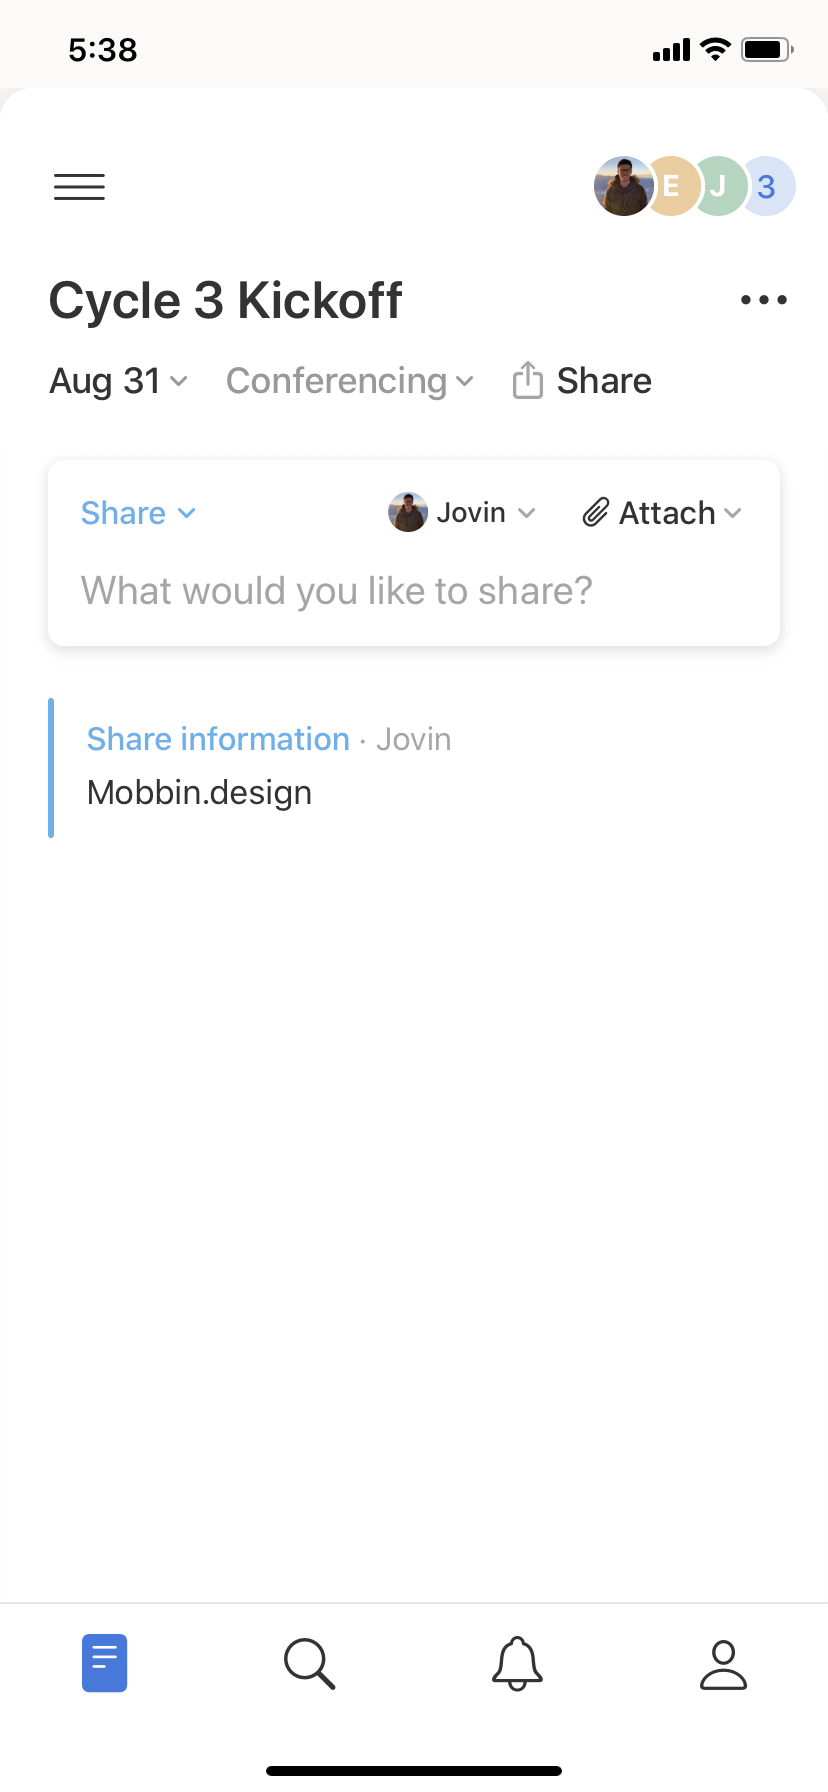 5:38
E J 3
Cycle 3 Kickoff
Aug 31 Conferencing Share
Share Jovin Attach
What would you like to share?
Share information · Jovin
Mobbin.design